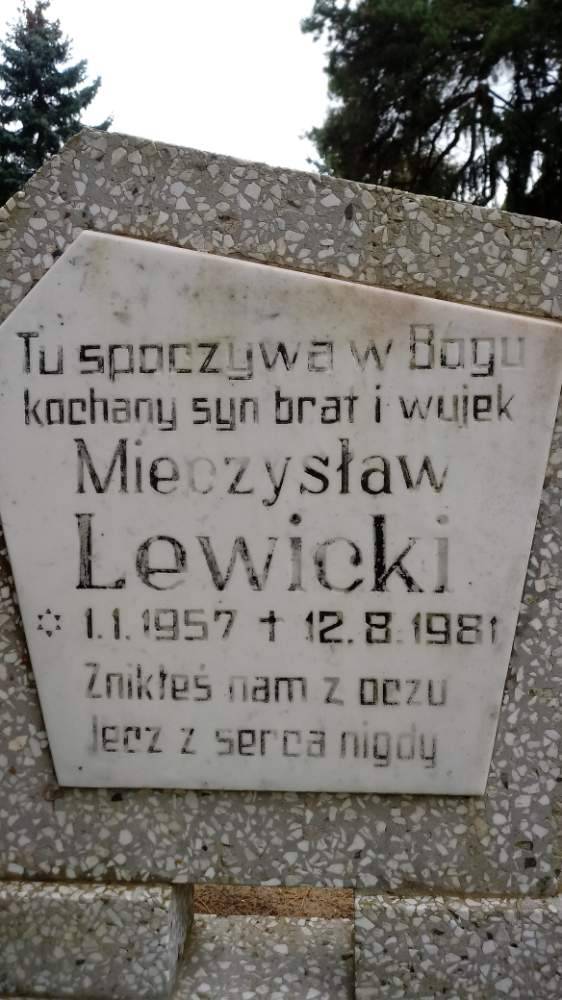 Tu spoczywa w Bogu
kochany syn brat i wujek
Mieczysław
Lewicki
✡ 1.1.1957 ✝ 12.8.1981
Znikłeś nam z oczu
lecz z serca nigdy